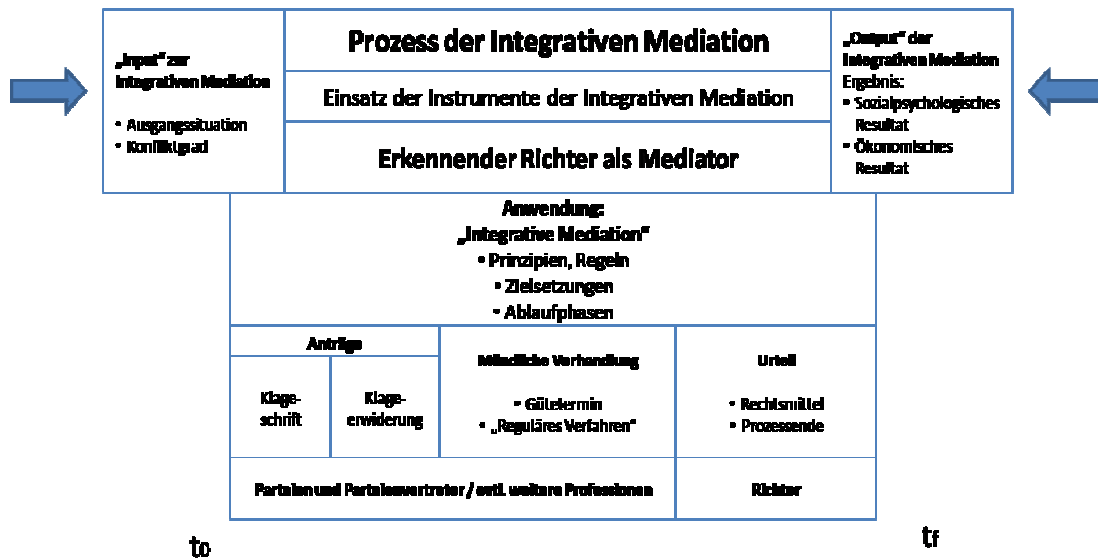 „Input“ zur
Integrativen Mediation
• Ausgangssituation
• Konfliktgrad
Prozess der Integrativen Mediation
Einsatz der Instrumente der Integrativen Mediation
Erkennender Richter als Mediator
„Output“ der
Integrativen Mediation
Ergebnis:
• Sozialpsychologisches
Resultat
• Ökonomisches
Resultat
Anwendung:
„Integrative Mediation“
• Prinzipien, Regeln
• Zielsetzungen
• Ablaufphasen
Anträge
Klage-
schrift
Klage-
erwiderung
Mündliche Verhandlung
• Gütetermin
• „Reguläres Verfahren“
Urteil
• Rechtsmittel
• Prozessende
Parteien und Parteienvertreter / evtl. weitere Professionen
Richter
t0
tf